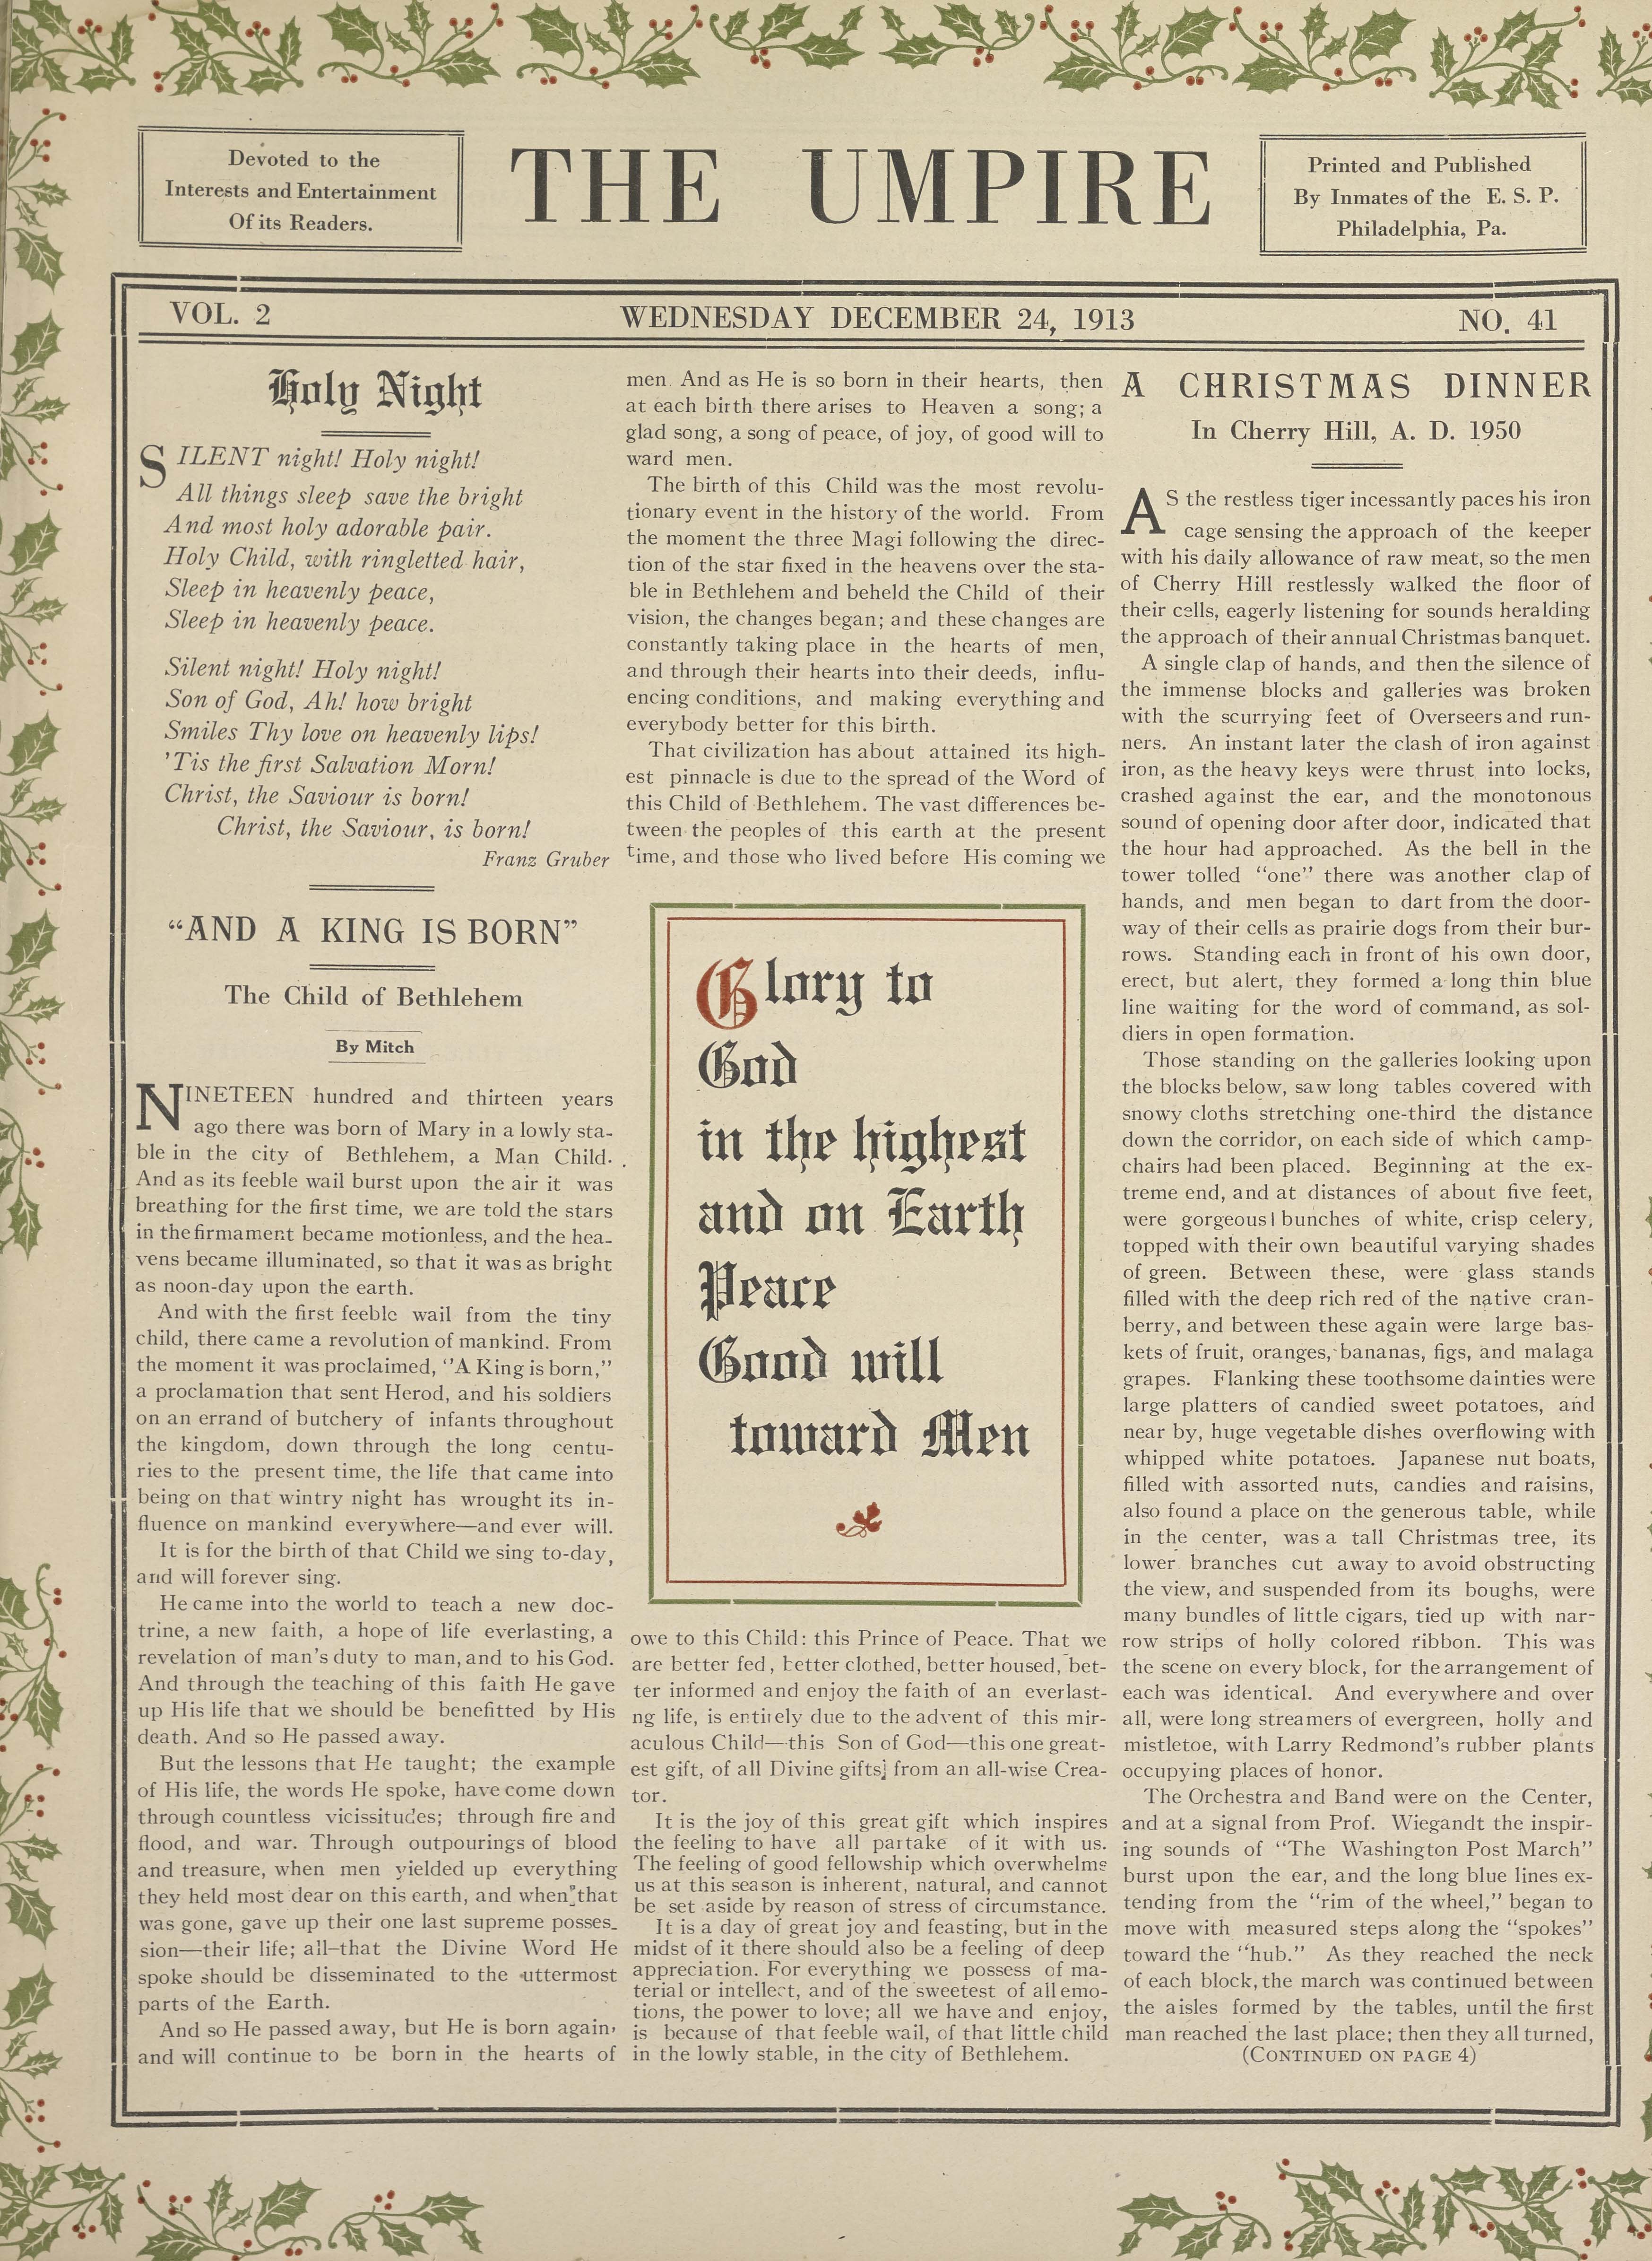 Devoted to the
Interests and Entertainment
Of its Readers.
THE UMPIRE
Printed and Published
By Inmates of the E. S. P.
Philadelphia, Pa.
VOL. 2
WEDNESDAY DECEMBER 24, 1913
NO. 41
Holy Night
SILENT night! Holy night!
All things sleep save the bright
And most holy adorable pair.
Holy Child, with ringletted hair,
Sleep in heavenly peace,
Sleep in heavenly peace.
Silent night! Holy night!
Son of God, Ah! how bright
Smiles Thy love on heavenly lips!
'Tis the first Salvation Morn!
Christ, the Saviour is born!
Christ, the Saviour, is born!
Franz Gruber
“AND A KING IS BORN”
The Child of Bethlehem
By Mitch
NINETEEN hundred and thirteen years
ago there was born of Mary in a lowly sta-
ble in the city of Bethlehem, a Man Child.
And as its feeble wail burst upon the air it was
breathing for the first time, we are told the stars
in the firmament became motionless, and the hea-
vens became illuminated, so that it was as bright
as noon-day upon the earth.
And with the first feeble wail from the tiny
child, there came a revolution of mankind. From
the moment it was proclaimed, ‘’A King is born,’’
a proclamation that sent Herod, and his soldiers
on an errand of butchery of infants throughout
the kingdom, down through the long centu-
ries to the present time, the life that came into
being on that wintry night has wrought its in-
fluence on mankind everywhere—and ever will.
It is for the birth of that Child we sing to-day,
and will forever sing.
He came into the world to teach a new doc-
trine, a new faith, a hope of life everlasting, a
revelation of man's duty to man, and to his God.
And through the teaching of this faith He gave
up His life that we should be benefitted by His
death. And so He passed away.
But the lessons that He taught; the example
of His life, the words He spoke, have come down
through countless vicissitudes; through fire and
flood, and war. Through outpourings of blood
and treasure, when men yielded up everything
they held most dear on this earth, and when that
was gone, gave up their one last supreme posses-
sion—their life; all—that the Divine Word He
spoke should be disseminated to the uttermost
parts of the Earth.
And so He passed away, but He is born again,
and will continue to be born in the hearts of
men. And as He is so born in their hearts, then
at each birth there arises to Heaven a song; a
glad song, a song of peace, of joy, of good will to
ward men.
The birth of this Child was the most revolu-
tionary event in the history of the world. From
the moment the three Magi following the direc-
tion of the star fixed in the heavens over the sta-
ble in Bethlehem and beheld the Child of their
vision, the changes began; and these changes are
constantly taking place in the hearts of men,
and through their hearts into their deeds, influ-
encing conditions, and making everything and
everybody better for this birth.
That civilization has about attained its high-
est pinnacle is due to the spread of the Word of
this Child of Bethlehem. The vast differences be-
tween the peoples of this earth at the present
time, and those who lived before His coming we
Glory to
God
in the highest
and on Earth
Peace
Good will
toward Men
owe to this Child: this Prince of Peace. That we
are better fed, better clothed, better housed, bet-
ter informed and enjoy the faith of an everlast-
ng life, is entirely due to the advent of this mir-
aculous Child—this Son of God—this one great-
est gift, of all Divine gifts] from an all-wise Crea-
tor.
It is the joy of this great gift which inspires
the feeling to have all partake of it with us.
The feeling of good fellowship which overwhelms
us at this season is inherent, natural, and cannot
be set aside by reason of stress of circumstance.
It is a day of great joy and feasting, but in the
midst of it there should also be a feeling of deep
appreciation. For everything we possess of ma-
terial or intellect, and of the sweetest of all emo-
tions, the power to love; all we have and enjoy,
is because of that feeble wail, of that little child
in the lowly stable, in the city of Bethlehem.
A CHRISTMAS DINNER
In Cherry Hill, A. D. 1950
AS the restless tiger incessantly paces his iron
cage sensing the approach of the keeper
with his daily allowance of raw meat, so the men
of Cherry Hill restlessly walked the floor of
their cells, eagerly listening for sounds heralding
the approach of their annual Christmas banquet.
A single clap of hands, and then the silence of
the immense blocks and galleries was broken
with the scurrying feet of Overseers and run-
ners. An instant later the clash of iron against
iron, as the heavy keys were thrust into locks,
crashed against the ear, and the monotonous
sound of opening door after door, indicated that
the hour had approached. As the bell in the
tower tolled “one” there was another clap of
hands, and men began to dart from the door-
way of their cells as prairie dogs from their bur-
rows. Standing each in front of his own door,
erect, but alert, they formed a long thin blue
line waiting for the word of command, as sol-
diers in open formation.
Those standing on the galleries looking upon
the blocks below, saw long tables covered with
snowy cloths stretching one-third the distance
down the corridor, on each side of which camp-
chairs had been placed. Beginning at the ex-
treme end, and at distances of about five feet,
were gorgeous bunches of white, crisp celery,
topped with their own beautiful varying shades
of green. Between these, were glass stands
filled with the deep rich red of the native cran-
berry, and between these again were large bas-
kets of fruit, oranges, bananas, figs, and malaga
grapes. Flanking these toothsome dainties were
large platters of candied sweet potatoes, and
near by, huge vegetable dishes overflowing with
whipped white potatoes. Japanese nut boats,
filled with assorted nuts, candies and raisins,
also found a place on the generous table, while
in the center, was a tall Christmas tree, its
lower branches cut away to avoid obstructing
the view, and suspended from its boughs, were
many bundles of little cigars, tied up with nar-
row strips of holly colored ribbon. This was
the scene on every block, for the arrangement of
each was identical. And everywhere and over
all, were long streamers of evergreen, holly and
mistletoe, with Larry Redmond's rubber plants
occupying places of honor.
The Orchestra and Band were on the Center,
and at a signal from Prof. Wiegandt the inspir-
ing sounds of “The Washington Post March”
burst upon the ear, and the long blue lines ex-
tending from the “rim of the wheel,” began to
move with measured steps along the “spokes”
toward the “hub.” As they reached the neck
of each block, the march was continued between
the aisles formed by the tables, until the first
man reached the last place; then they all turned,
(CONTINUED ON PAGE 4)